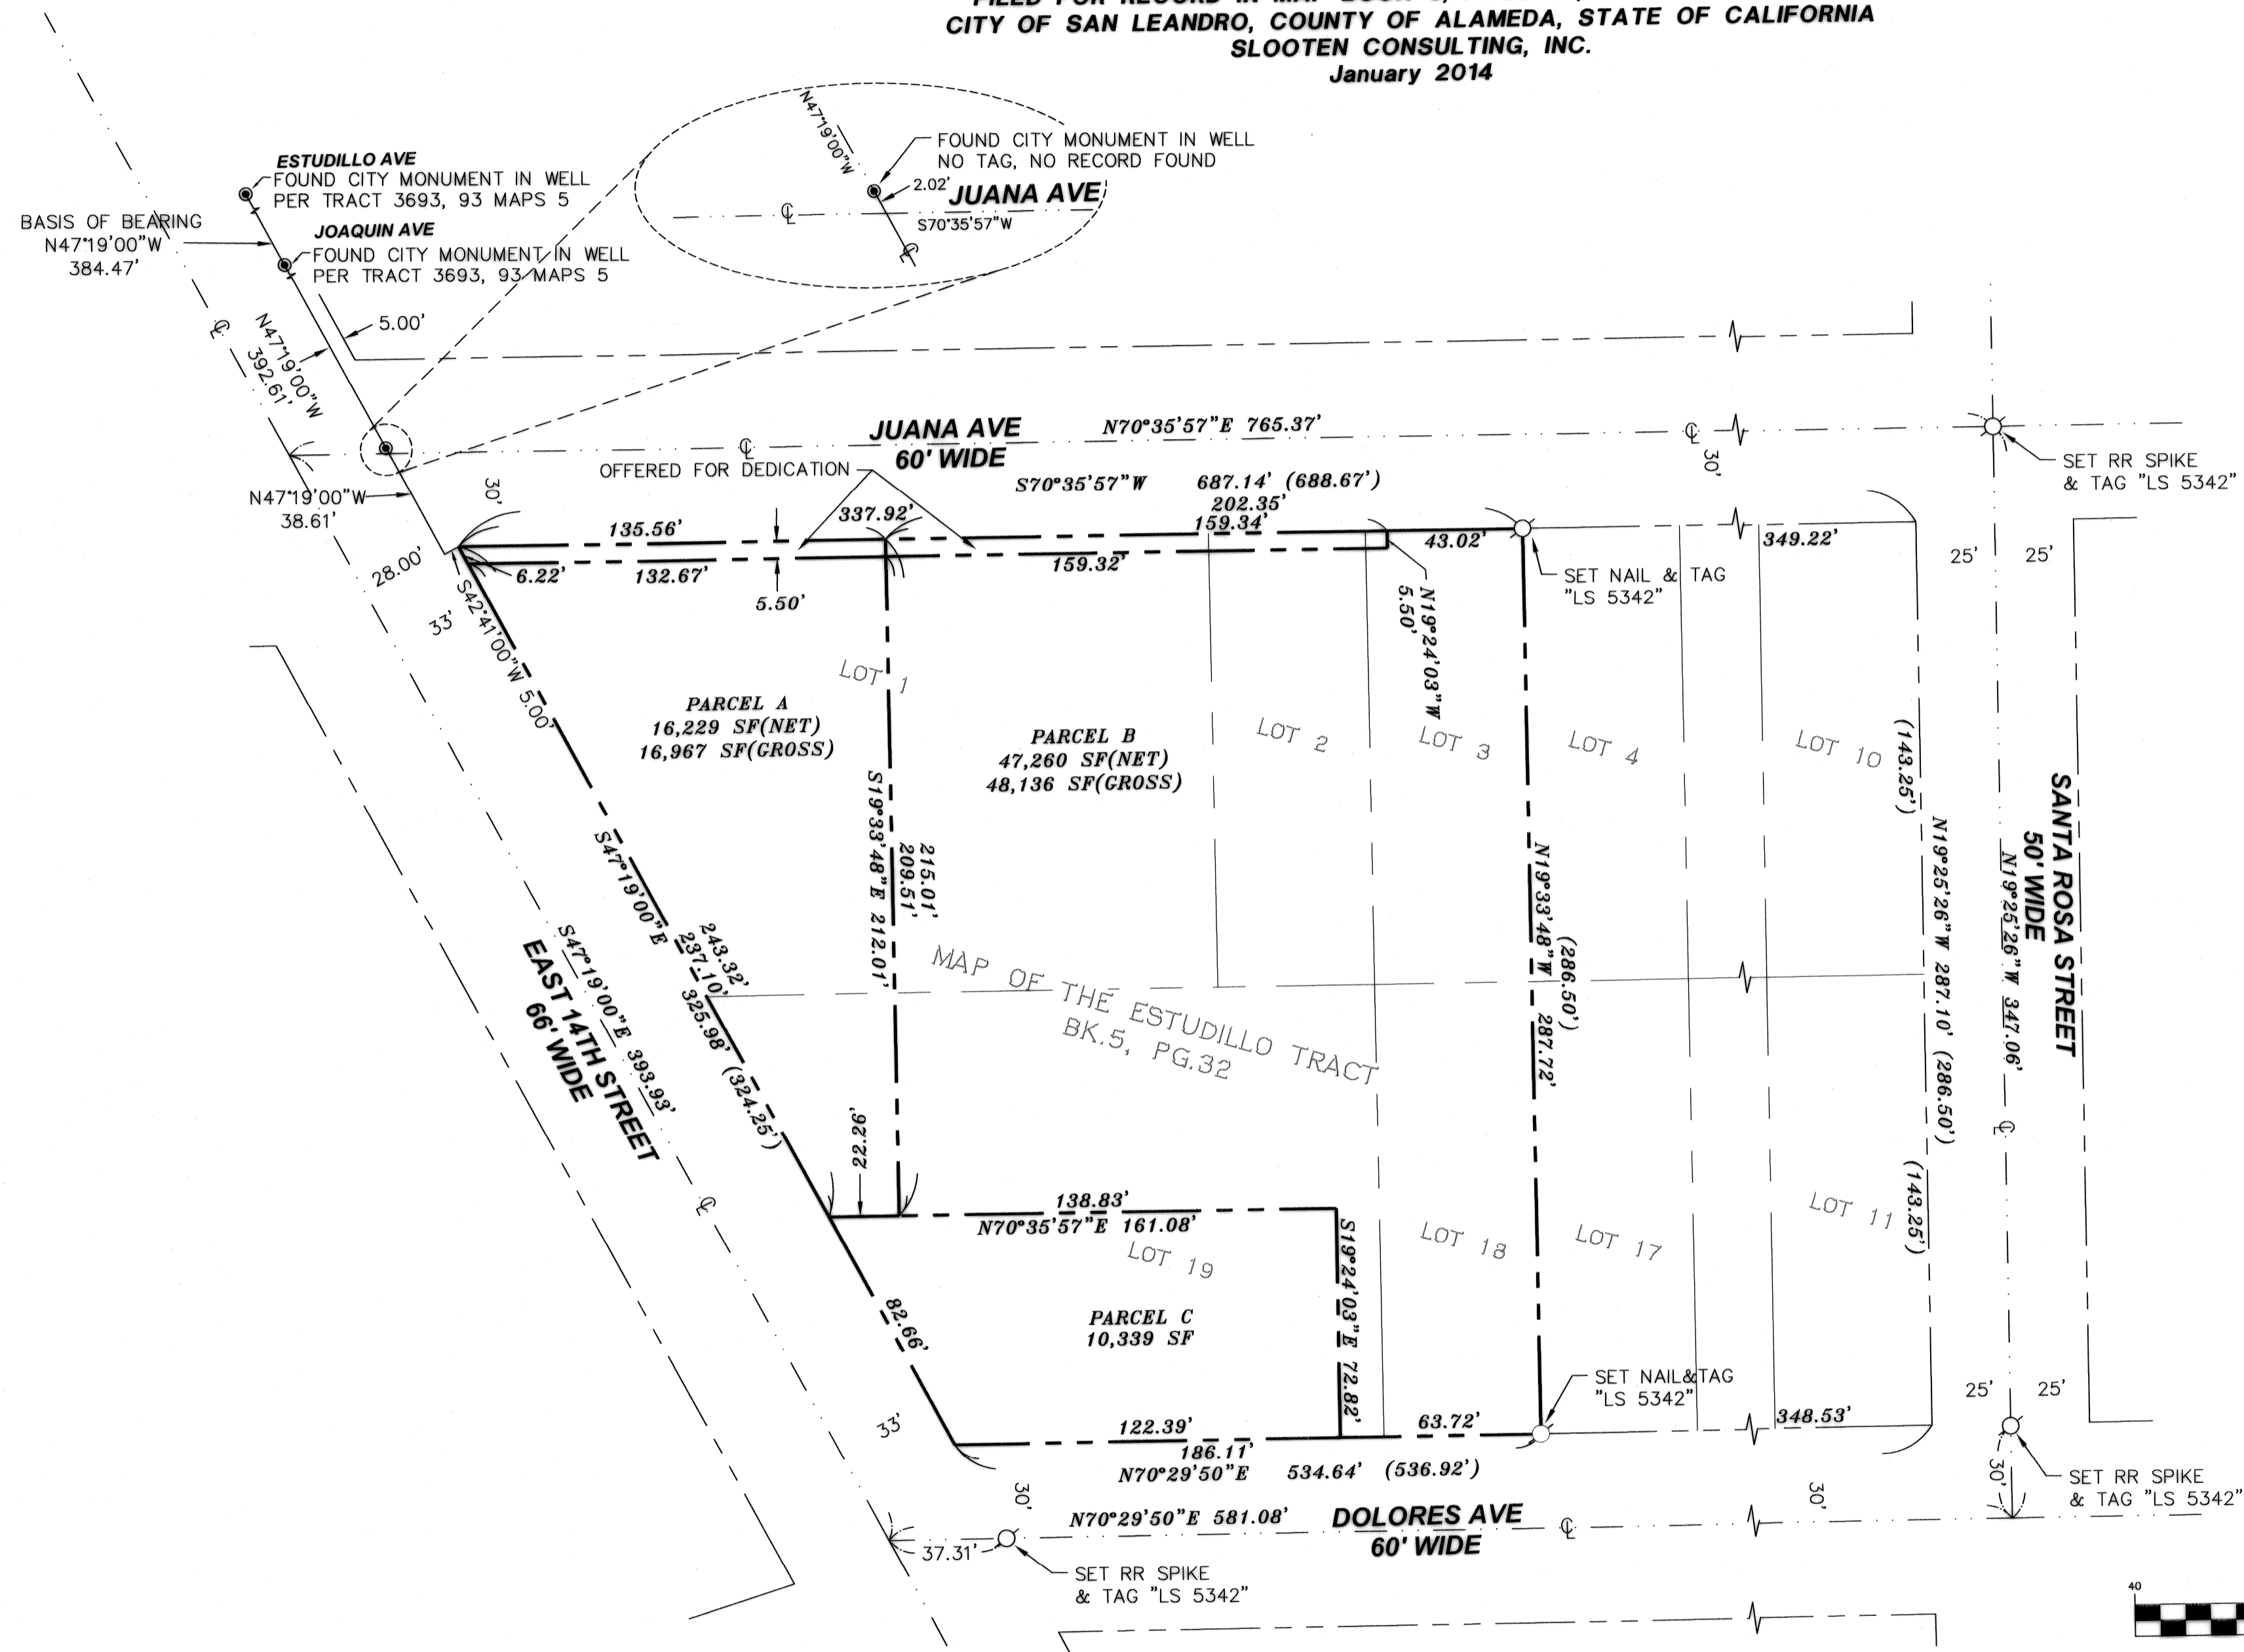 CITY OF SAN LEANDRO, COUNTY OF ALAMEDA, STATE OF CALIFORNIA
SLOOTEN CONSULTING, INC.
January 2014
N47°19'00"W
FOUND CITY MONUMENT IN WELL
NO TAG, NO RECORD FOUND
2.02'
JUANA AVE
℄
S70°35'57"W
℄
ESTUDILLO AVE
FOUND CITY MONUMENT IN WELL
PER TRACT 3693, 93 MAPS 5
BASIS OF BEARING
N47°19'00"W
384.47'
JOAQUIN AVE
FOUND CITY MONUMENT IN WELL
PER TRACT 3693, 93 MAPS 5
5.00'
℄
N47°19'00"W
392.61'
JUANA AVE
60' WIDE
℄
N70°35'57"E 765.37'
℄
30'
SET RR SPIKE
& TAG "LS 5342"
OFFERED FOR DEDICATION
S70°35'57"W 687.14' (688.67')
202.35'
N47°19'00"W
38.61'
30'
135.56'
337.92'
159.34'
43.02'
349.22'
28.00'
6.22'
132.67'
5.50'
159.32'
SET NAIL & TAG
"LS 5342"
25'
25'
33'
S42°41'00"W 5.00'
N19°24'03"W
5.50'
LOT 1
PARCEL A
16,229 SF(NET)
16,967 SF(GROSS)
PARCEL B
47,260 SF(NET)
48,136 SF(GROSS)
LOT 2
LOT 3
LOT 4
LOT 10
(143.25')
S19°33'48"E 212.01'
215.01'
209.51'
S47°19'00"E
243.32'
237.10'
325.98' (324.25')
N19°33'48"W 287.72'
(286.50')
N19°25'26"W 287.10' (286.50')
N19°25'26"W 347.06'
SANTA ROSA STREET
50' WIDE
S47°19'00"E 393.93'
EAST 14TH STREET
66' WIDE
MAP OF THE ESTUDILLO TRACT
BK.5, PG.32
22.26'
138.83'
N70°35'57"E 161.08'
LOT 19
LOT 18
LOT 17
LOT 11
(143.25')
℄
℄
82.66'
PARCEL C
10,339 SF
S19°24'03"E 72.82'
SET NAIL&TAG
"LS 5342"
25'
25'
33'
122.39'
63.72'
348.53'
186.11'
N70°29'50"E 534.64' (536.92')
30'
N70°29'50"E 581.08'
DOLORES AVE
60' WIDE
℄
30'
30'
SET RR SPIKE
& TAG "LS 5342"
37.31'
SET RR SPIKE
& TAG "LS 5342"
40